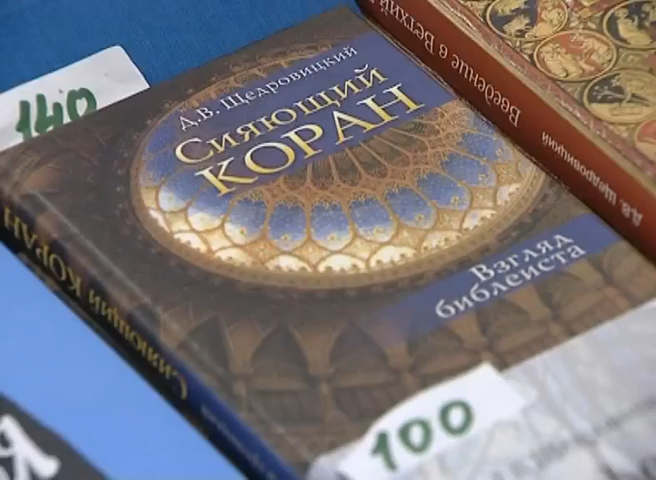 140
Д.В. Щедровицкий
Сияющий
КОРАН
Взгляд
библеиста
100
Сияющий КОРАН
Введение в Ветхий
Д.В. Щедровицкий